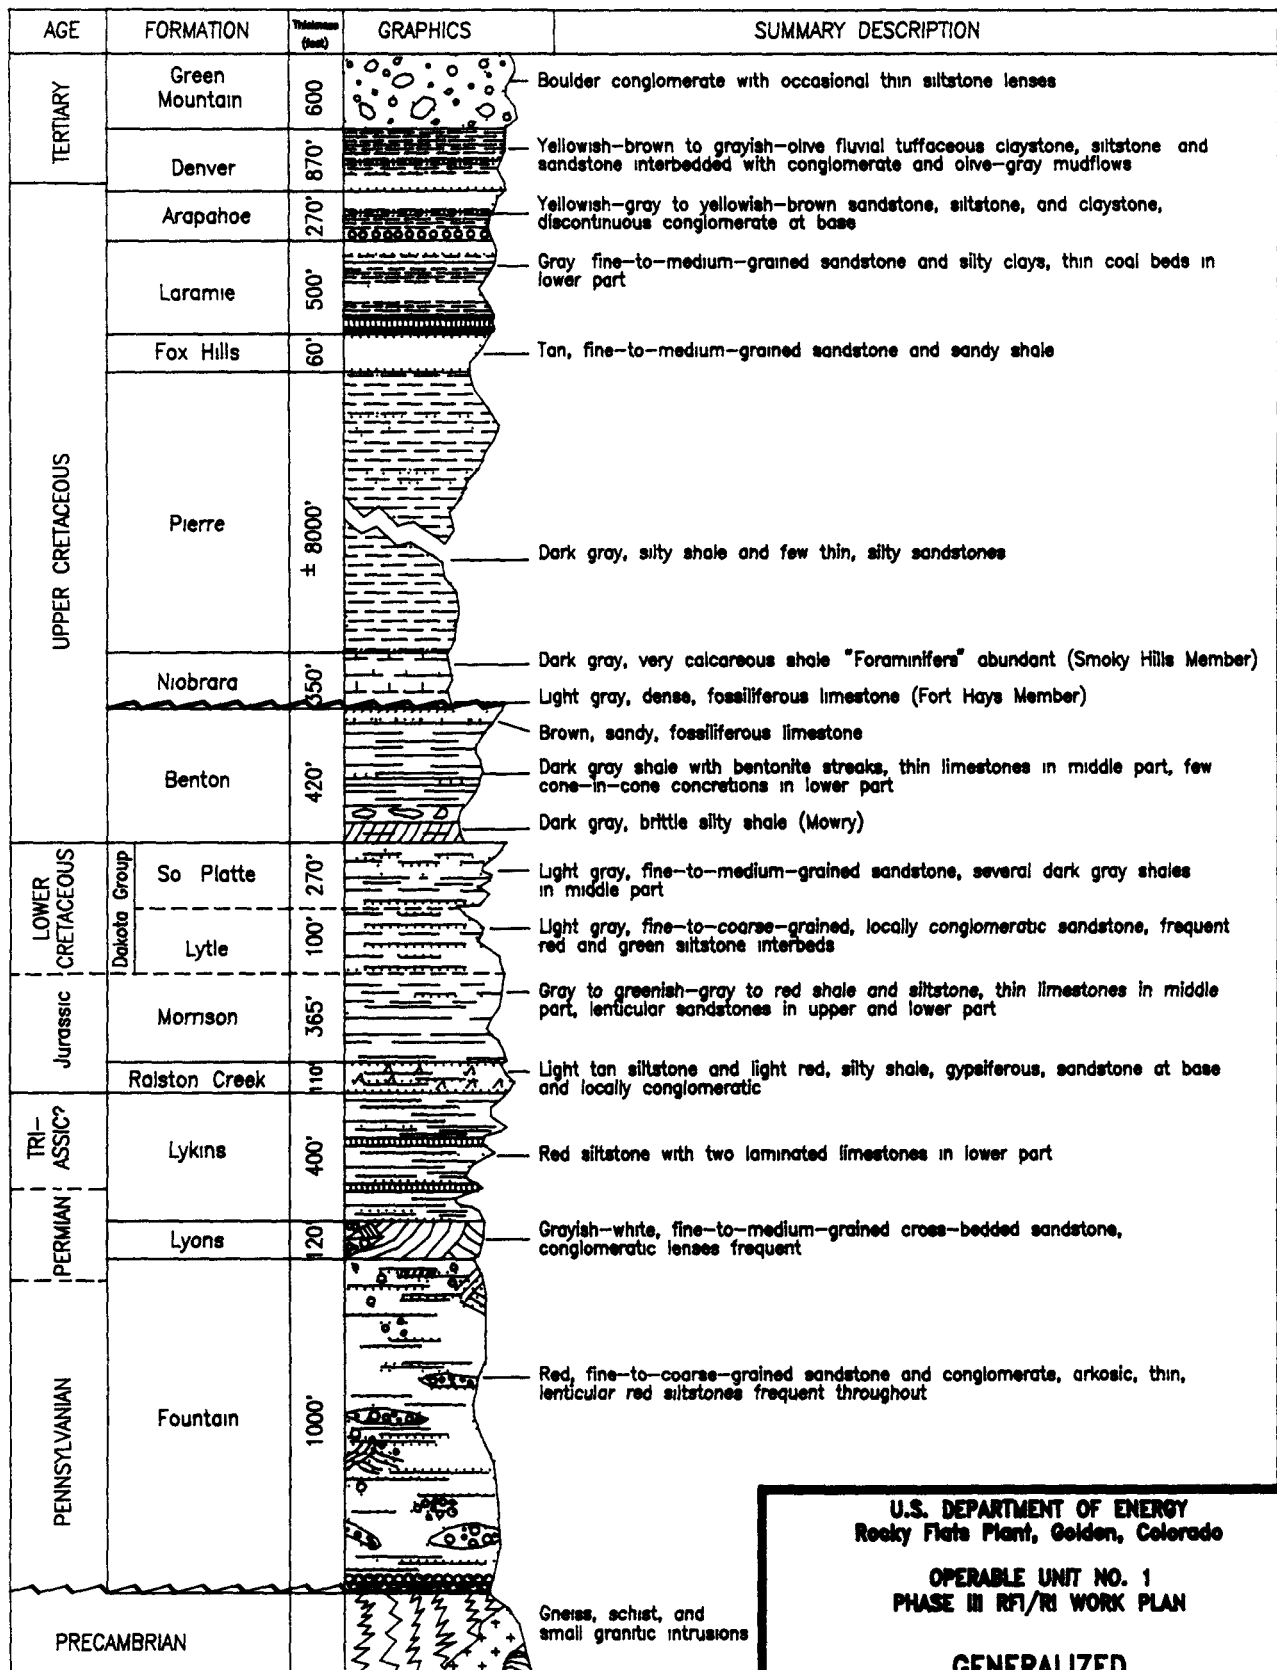 AGE FORMATION Thickness (feet) GRAPHICS SUMMARY DESCRIPTION
TERTIARY
Green
Mountain
600
Boulder conglomerate with occasional thin siltstone lenses
Denver
870'
Yellowish-brown to grayish-olive fluvial tuffaceous claystone, siltstone and
sandstone interbedded with conglomerate and olive-gray mudflows
UPPER CRETACEOUS
Arapahoe
270'
Yellowish-gray to yellowish-brown sandstone, siltstone, and claystone,
discontinuous conglomerate at base
Laramie
500'
Gray fine-to-medium-grained sandstone and silty clays, thin coal beds in
lower part
Fox Hills
60'
Tan, fine-to-medium-grained sandstone and sandy shale
Pierre
± 8000'
Dark gray, silty shale and few thin, silty sandstones
Niobrara
350'
Dark gray, very calcareous shale "Foraminifers" abundant (Smoky Hills Member)
Light gray, dense, fossiliferous limestone (Fort Hays Member)
Benton
420'
Brown, sandy, fossiliferous limestone
Dark gray shale with bentonite streaks, thin limestones in middle part, few
cone-in-cone concretions in lower part
Dark gray, brittle silty shale (Mowry)
LOWER
CRETACEOUS
Dakota Group
So Platte
270'
Light gray, fine-to-medium-grained sandstone, several dark gray shales
in middle part
Lytle
100'
Light gray, fine-to-coarse-grained, locally conglomeratic sandstone, frequent
red and green siltstone interbeds
Jurassic
Morrison
365'
Gray to greenish-gray to red shale and siltstone, thin limestones in middle
part, lenticular sandstones in upper and lower part
Ralston Creek
110'
Light tan siltstone and light red, silty shale, gypsiferous, sandstone at base
and locally conglomeratic
TRI-
ASSIC?
Lykins
400'
Red siltstone with two laminated limestones in lower part
PERMIAN
Lyons
120'
Grayish-white, fine-to-medium-grained cross-bedded sandstone,
conglomeratic lenses frequent
PENNSYLVANIAN
Fountain
1000'
Red, fine-to-coarse-grained sandstone and conglomerate, arkosic, thin,
lenticular red siltstones frequent throughout
PRECAMBRIAN
Gneiss, schist, and
small granitic intrusions
U.S. DEPARTMENT OF ENERGY
Rocky Flats Plant, Golden, Colorado
OPERABLE UNIT NO. 1
PHASE III RFI/RI WORK PLAN
GENERALIZED